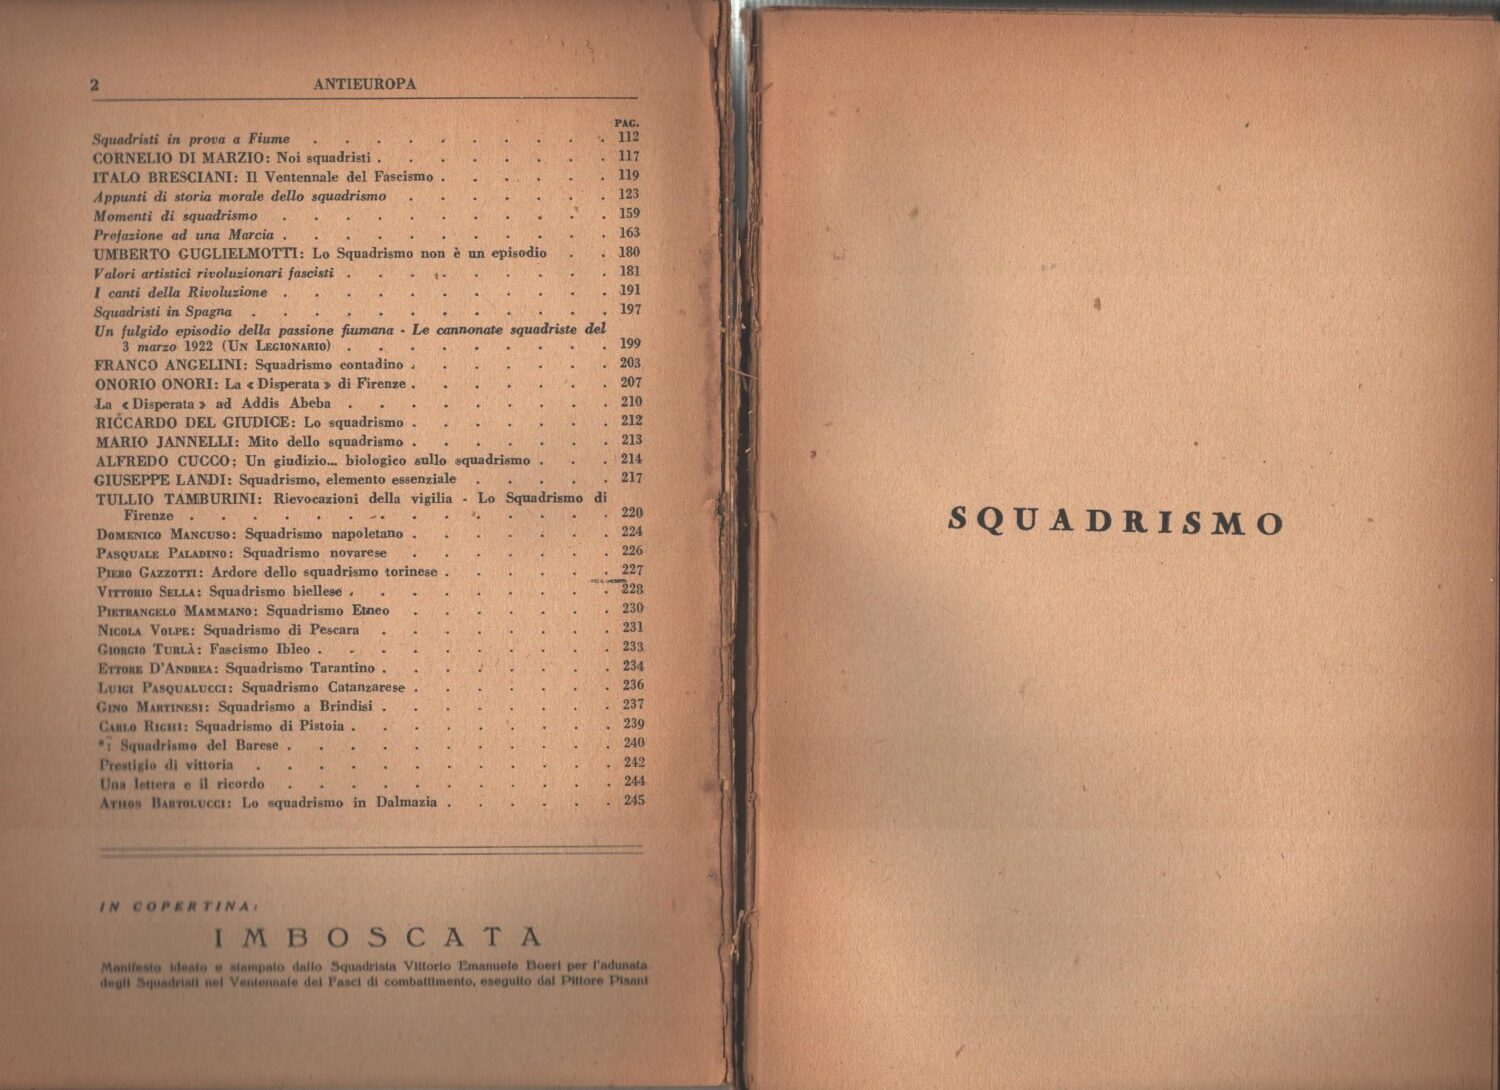 2 ANTIEUROPA
PAG.
Squadristi in prova a Fiume . . . . . . . . . . 112
CORNELIO DI MARZIO: Noi squadristi . . . . . . . . 117
ITALO BRESCIANI: Il Ventennale del Fascismo . . . . . . 119
Appunti di storia morale dello squadrismo . . . . . . . 123
Momenti di squadrismo . . . . . . . . . . . 159
Prefazione ad una Marcia . . . . . . . . . . . 163
UMBERTO GUGLIELMOTTI: Lo Squadrismo non è un episodio . . 180
Valori artistici rivoluzionari fascisti . . . . . . . . . 181
I canti della Rivoluzione . . . . . . . . . . . 191
Squadristi in Spagna . . . . . . . . . . . . 197
Un fulgido episodio della passione fiumana - Le cannonate squadriste del
3 marzo 1922 (UN LEGIONARIO) . . . . . . . . . 199
FRANCO ANGELINI: Squadrismo contadino . . . . . . . 203
ONORIO ONORI: La « Disperata » di Firenze . . . . . . . 207
La « Disperata » ad Addis Abeba . . . . . . . . . 210
RICCARDO DEL GIUDICE: Lo squadrismo . . . . . . . 212
MARIO JANNELLI: Mito dello squadrismo . . . . . . . 213
ALFREDO CUCCO: Un giudizio... biologico sullo squadrismo . . . 214
GIUSEPPE LANDI: Squadrismo, elemento essenziale . . . . . 217
TULLIO TAMBURINI: Rievocazioni della vigilia - Lo Squadrismo di
Firenze . . . . . . . . . . . . . . 220
DOMENICO MANCUSO: Squadrismo napoletano . . . . . . . 224
PASQUALE PALADINO: Squadrismo novarese . . . . . . . 226
PIERO GAZZOTTI: Ardore dello squadrismo torinese . . . . . . 227
VITTORIO SELLA: Squadrismo biellese . . . . . . . . . 228
PIETRANGELO MAMMANO: Squadrismo Etneo . . . . . . . 230
NICOLA VOLPE: Squadrismo di Pescara . . . . . . . . 231
GIORGIO TURLÀ: Fascismo Ibleo . . . . . . . . . . 233
ETTORE D'ANDREA: Squadrismo Tarantino . . . . . . . . 234
LUIGI PASQUALUCCI: Squadrismo Catanzarese . . . . . . . 236
GINO MARTINESI: Squadrismo a Brindisi . . . . . . . . 237
CARLO RIGHI: Squadrismo di Pistoia . . . . . . . . . 239
*: Squadrismo del Barese . . . . . . . . . . . 240
Prestigio di vittoria . . . . . . . . . . . . 242
Una lettera e il ricordo . . . . . . . . . . . 244
ATHOS BARTOLUCCI: Lo squadrismo in Dalmazia . . . . . . 245
IN COPERTINA:
IMBOSCATA
Manifesto ideato e stampato dallo Squadrista Vittorio Emanuele Boeri per l'adunata
degli Squadristi nel Ventennale dei Fasci di combattimento, eseguito dal Pittore Pisani
SQUADRISMO